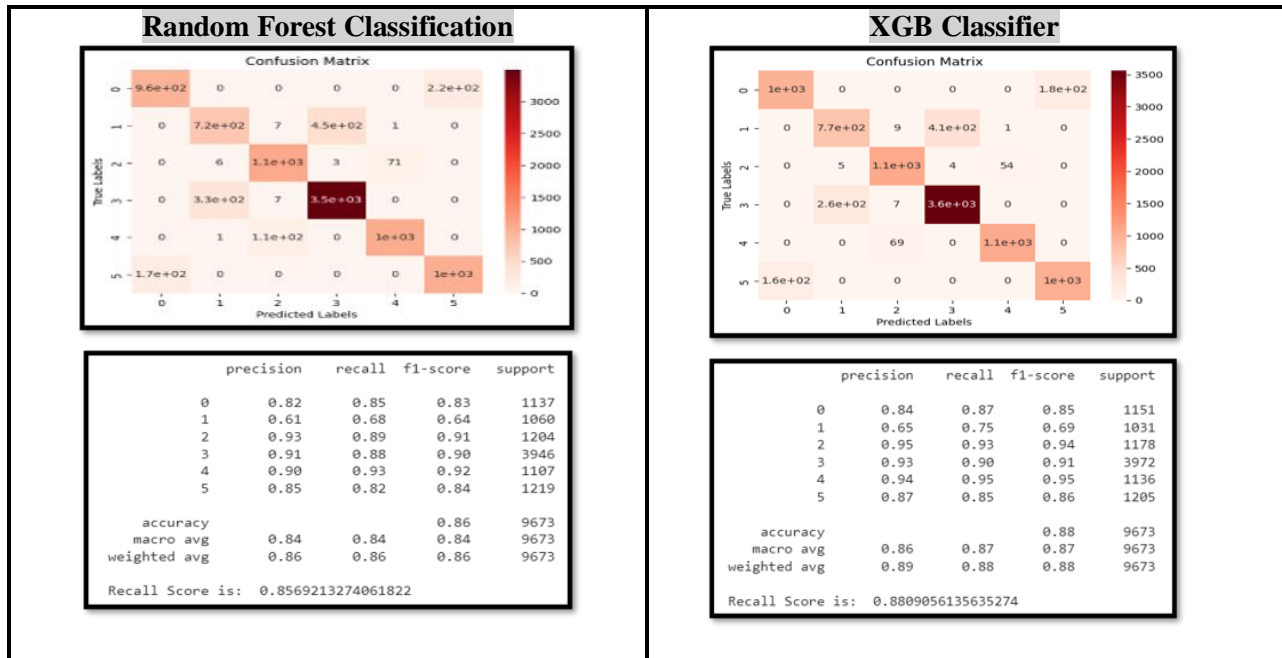 Random Forest Classification
Confusion Matrix
0 9.6e+02 0 0 0 0 2.2e+02
1 0 7.2e+02 7 4.5e+02 1 0
2 0 6 1.1e+03 3 71 0
3 0 3.3e+02 7 3.5e+03 0 0
4 0 1 1.1e+02 0 1e+03 0
5 1.7e+02 0 0 0 0 1e+03
0 1 2 3 4 5
Predicted Labels
True Labels
3000
2500
2000
1500
1000
500
0
precision recall f1-score support
0 0.82 0.85 0.83 1137
1 0.61 0.68 0.64 1060
2 0.93 0.89 0.91 1204
3 0.91 0.88 0.90 3946
4 0.90 0.93 0.92 1107
5 0.85 0.82 0.84 1219
accuracy 0.86 9673
macro avg 0.84 0.84 0.84 9673
weighted avg 0.86 0.86 0.86 9673
Recall Score is: 0.8569213274061822
XGB Classifier
Confusion Matrix
0 1e+03 0 0 0 0 1.8e+02
1 0 7.7e+02 9 4.1e+02 1 0
2 0 5 1.1e+03 4 54 0
3 0 2.6e+02 7 3.6e+03 0 0
4 0 0 69 0 1.1e+03 0
5 1.6e+02 0 0 0 0 1e+03
0 1 2 3 4 5
Predicted Labels
True Labels
3500
3000
2500
2000
1500
1000
500
0
precision recall f1-score support
0 0.84 0.87 0.85 1151
1 0.65 0.75 0.69 1031
2 0.95 0.93 0.94 1178
3 0.93 0.90 0.91 3972
4 0.94 0.95 0.95 1136
5 0.87 0.85 0.86 1205
accuracy 0.88 9673
macro avg 0.86 0.87 0.87 9673
weighted avg 0.89 0.88 0.88 9673
Recall Score is: 0.8809056135635274